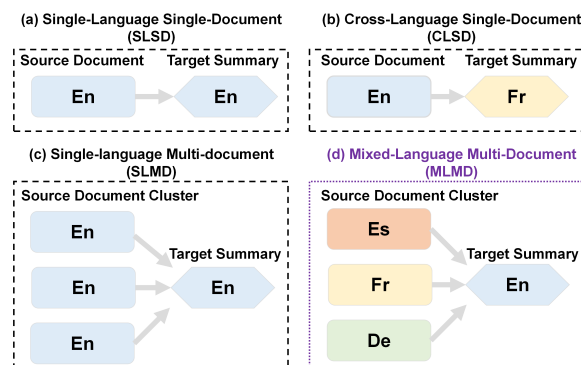 (a) Single-Language Single-Document
(SLSD)
Source Document Target Summary
En En
(b) Cross-Language Single-Document
(CLSD)
Source Document Target Summary
En Fr
(c) Single-language Multi-document
(SLMD)
Source Document Cluster
En
Target Summary
En En
En
(d) Mixed-Language Multi-Document
(MLMD)
Source Document Cluster
Es
Target Summary
Fr En
De